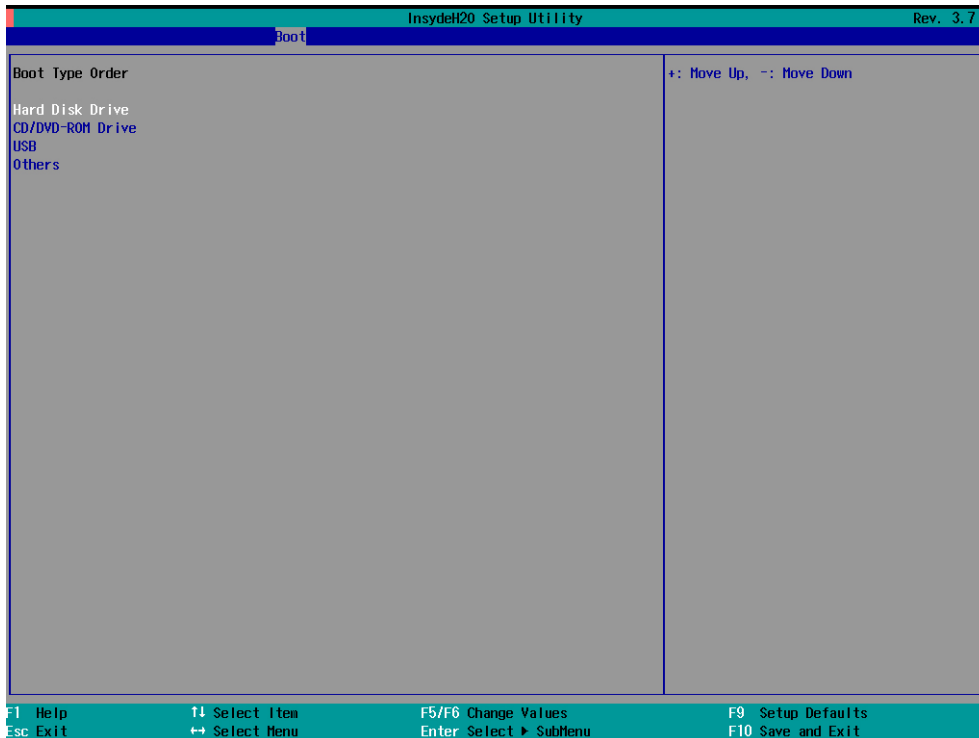 InsydeH20 Setup Utility Rev. 3.7
Boot
Boot Type Order
Hard Disk Drive
CD/DVD-ROM Drive
USB
Others
+: Move Up, -: Move Down
F1 Help ↑↓ Select Item F5/F6 Change Values F9 Setup Defaults
Esc Exit ↔ Select Menu Enter Select ▶ SubMenu F10 Save and Exit